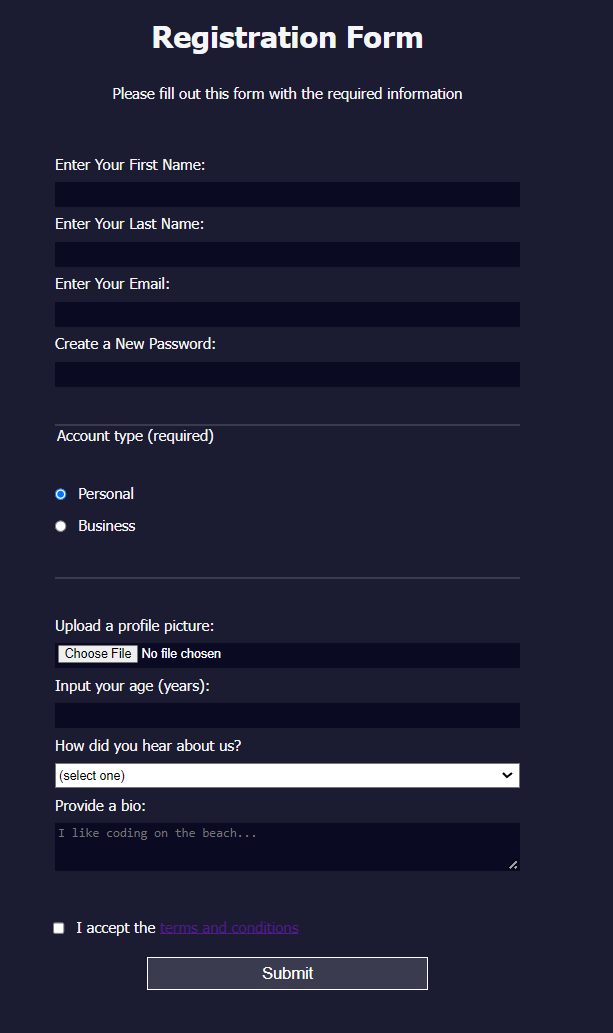 Registration Form
Please fill out this form with the required information
Enter Your First Name:
Enter Your Last Name:
Enter Your Email:
Create a New Password:
Account type (required)
Personal
Business
Upload a profile picture:
Choose File No file chosen
Input your age (years):
How did you hear about us?
(select one)
Provide a bio:
I like coding on the beach...
I accept the terms and conditions
Submit